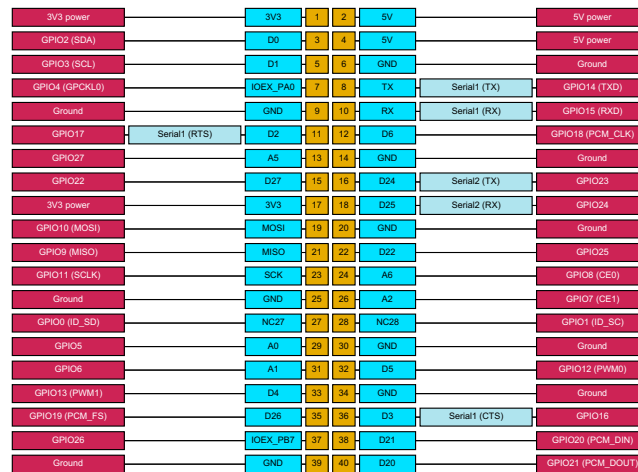 3V3 power 3V3 1 2 5V 5V power
GPIO2 (SDA) D0 3 4 5V 5V power
GPIO3 (SCL) D1 5 6 GND Ground
GPIO4 (GPCKL0) IOEX_PA0 7 8 TX Serial1 (TX) GPIO14 (TXD)
Ground GND 9 10 RX Serial1 (RX) GPIO15 (RXD)
GPIO17 Serial1 (RTS) D2 11 12 D6 GPIO18 (PCM_CLK)
GPIO27 A5 13 14 GND Ground
GPIO22 D27 15 16 D24 Serial2 (TX) GPIO23
3V3 power 3V3 17 18 D25 Serial2 (RX) GPIO24
GPIO10 (MOSI) MOSI 19 20 GND Ground
GPIO9 (MISO) MISO 21 22 D22 GPIO25
GPIO11 (SCLK) SCK 23 24 A6 GPIO8 (CE0)
Ground GND 25 26 A2 GPIO7 (CE1)
GPIO0 (ID_SD) NC27 27 28 NC28 GPIO1 (ID_SC)
GPIO5 A0 29 30 GND Ground
GPIO6 A1 31 32 D5 GPIO12 (PWM0)
GPIO13 (PWM1) D4 33 34 GND Ground
GPIO19 (PCM_FS) D26 35 36 D3 Serial1 (CTS) GPIO16
GPIO26 IOEX_PB7 37 38 D21 GPIO20 (PCM_DIN)
Ground GND 39 40 D20 GPIO21 (PCM_DOUT)